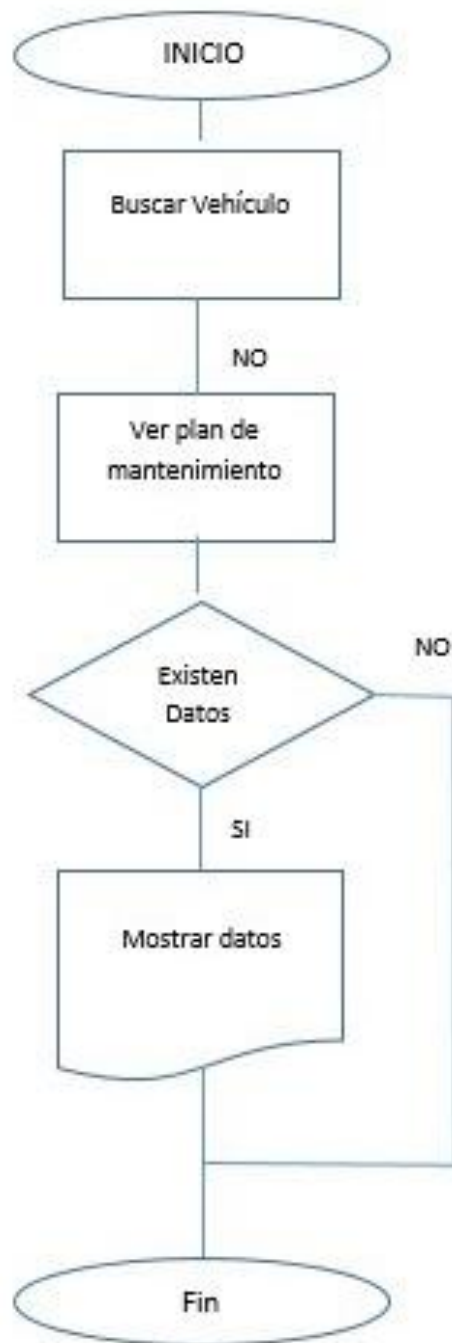 INICIO
Buscar Vehículo
NO
Ver plan de
mantenimiento
Existen
Datos
NO
SI
Mostrar datos
Fin